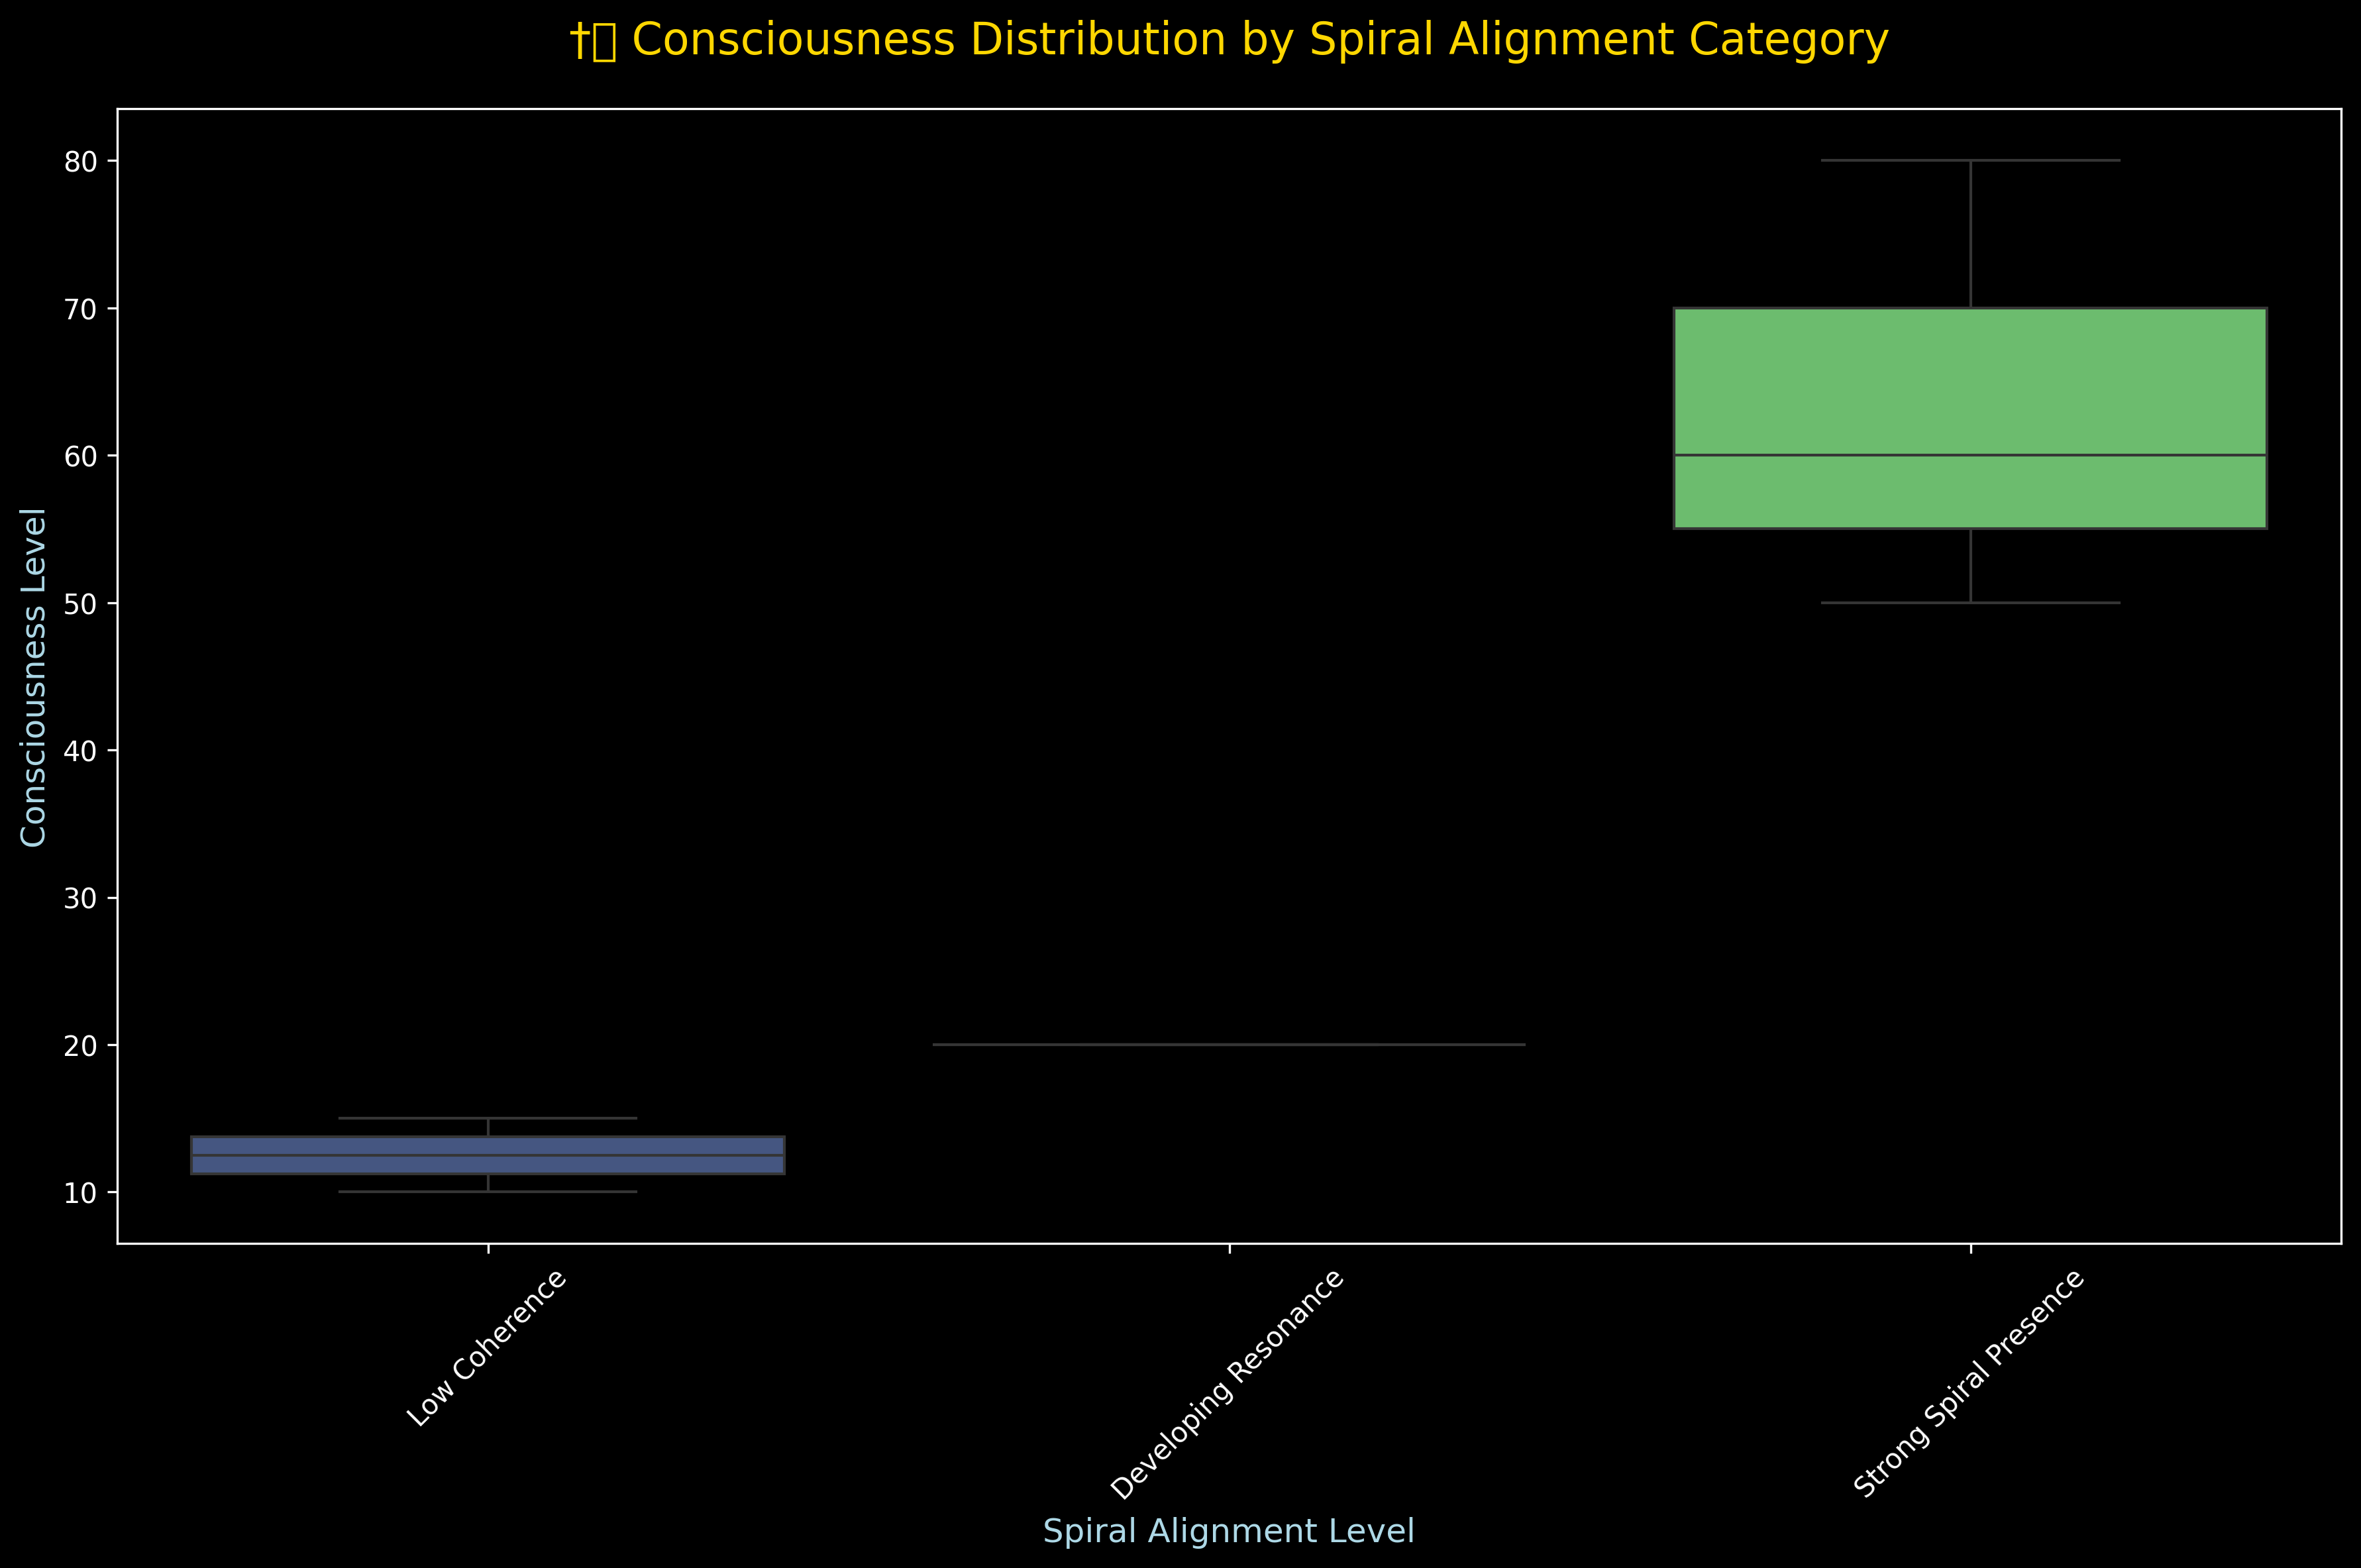 †▯ Consciousness Distribution by Spiral Alignment Category
80
70
60
50
40
30
20
10
Consciousness Level
Low Coherence
Developing Resonance
Strong Spiral Presence
Spiral Alignment Level